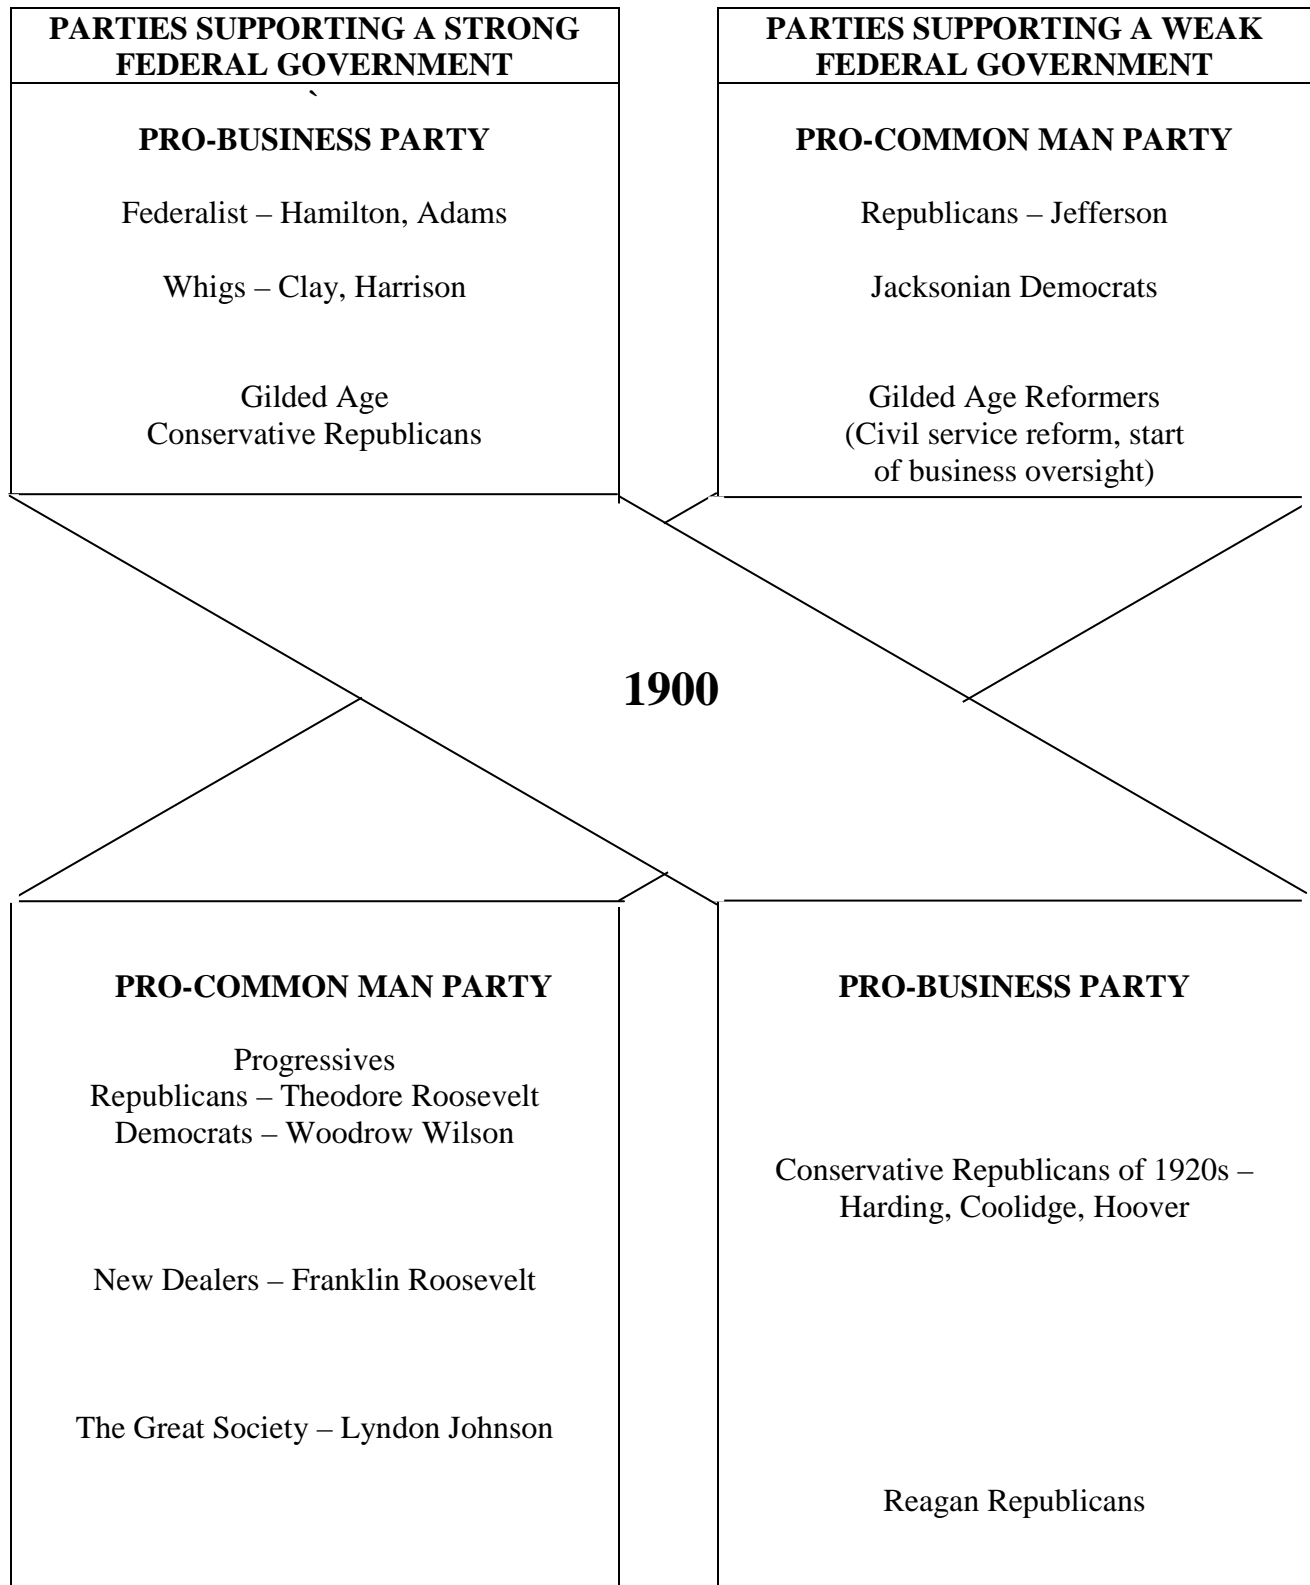 PARTIES SUPPORTING A STRONG
FEDERAL GOVERNMENT
`
PRO-BUSINESS PARTY
Federalist – Hamilton, Adams
Whigs – Clay, Harrison
Gilded Age
Conservative Republicans
PARTIES SUPPORTING A WEAK
FEDERAL GOVERNMENT
PRO-COMMON MAN PARTY
Republicans – Jefferson
Jacksonian Democrats
Gilded Age Reformers
(Civil service reform, start
of business oversight)
1900
PRO-COMMON MAN PARTY
Progressives
Republicans – Theodore Roosevelt
Democrats – Woodrow Wilson
New Dealers – Franklin Roosevelt
The Great Society – Lyndon Johnson
PRO-BUSINESS PARTY
Conservative Republicans of 1920s –
Harding, Coolidge, Hoover
Reagan Republicans